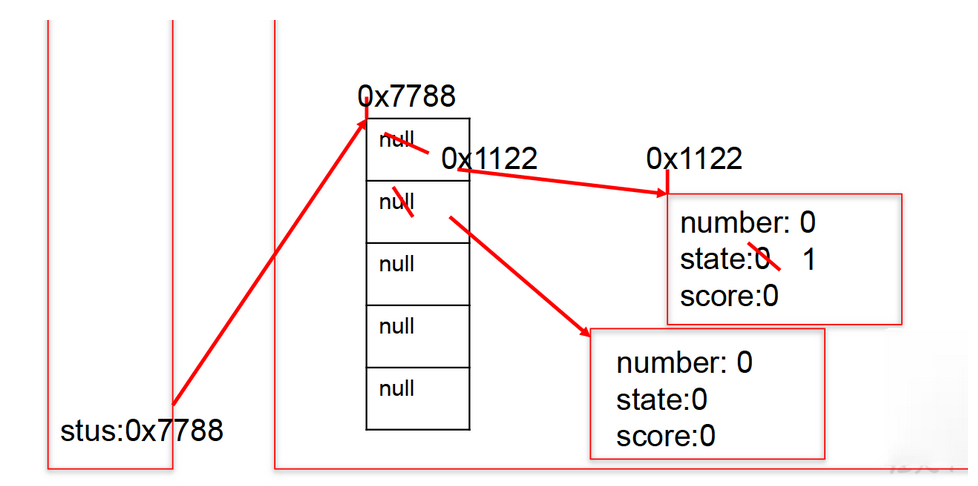 0x7788
null
0x1122
0x1122
null
number: 0
state:0 1
score:0
null
null
number: 0
state:0
score:0
null
stus:0x7788